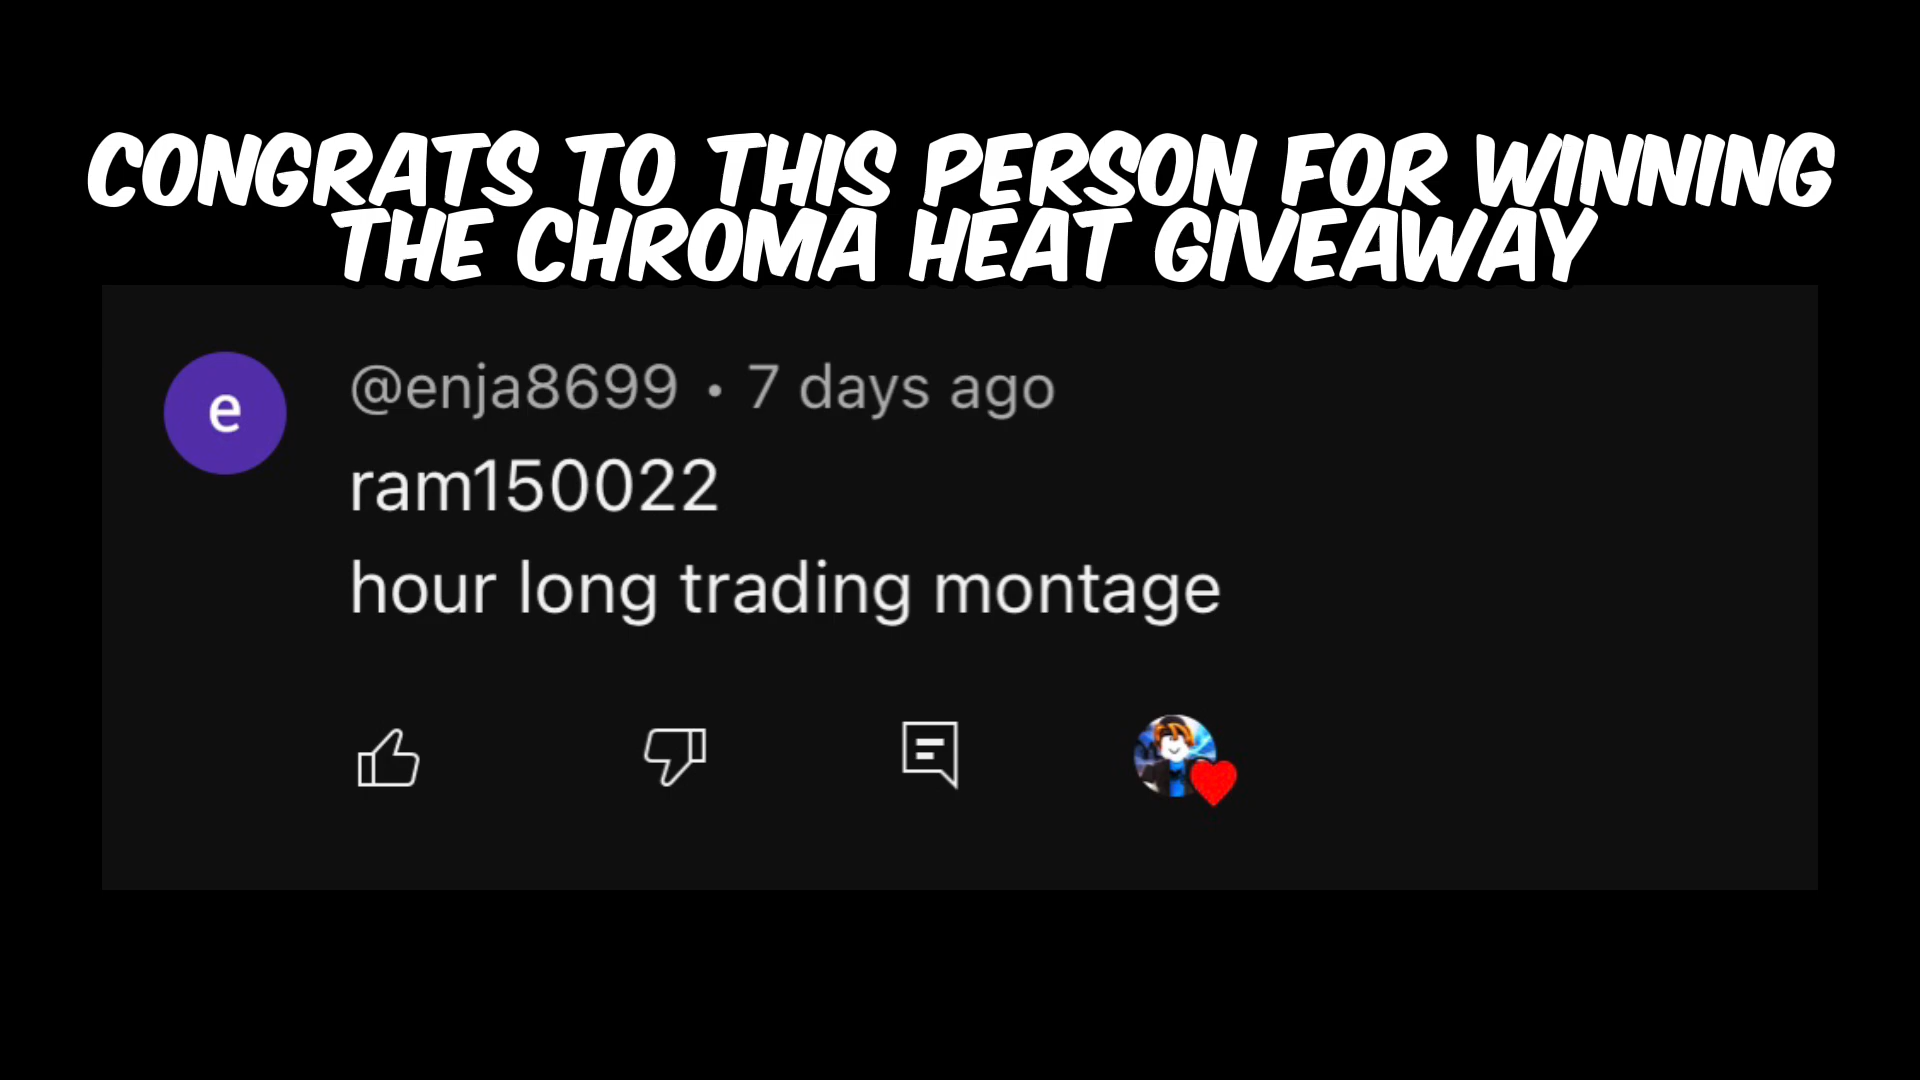 CONGRATS TO THIS PERSON FOR WINNING
THE CHROMA HEAT GIVEAWAY
e
@enja8699 • 7 days ago
ram150022
hour long trading montage